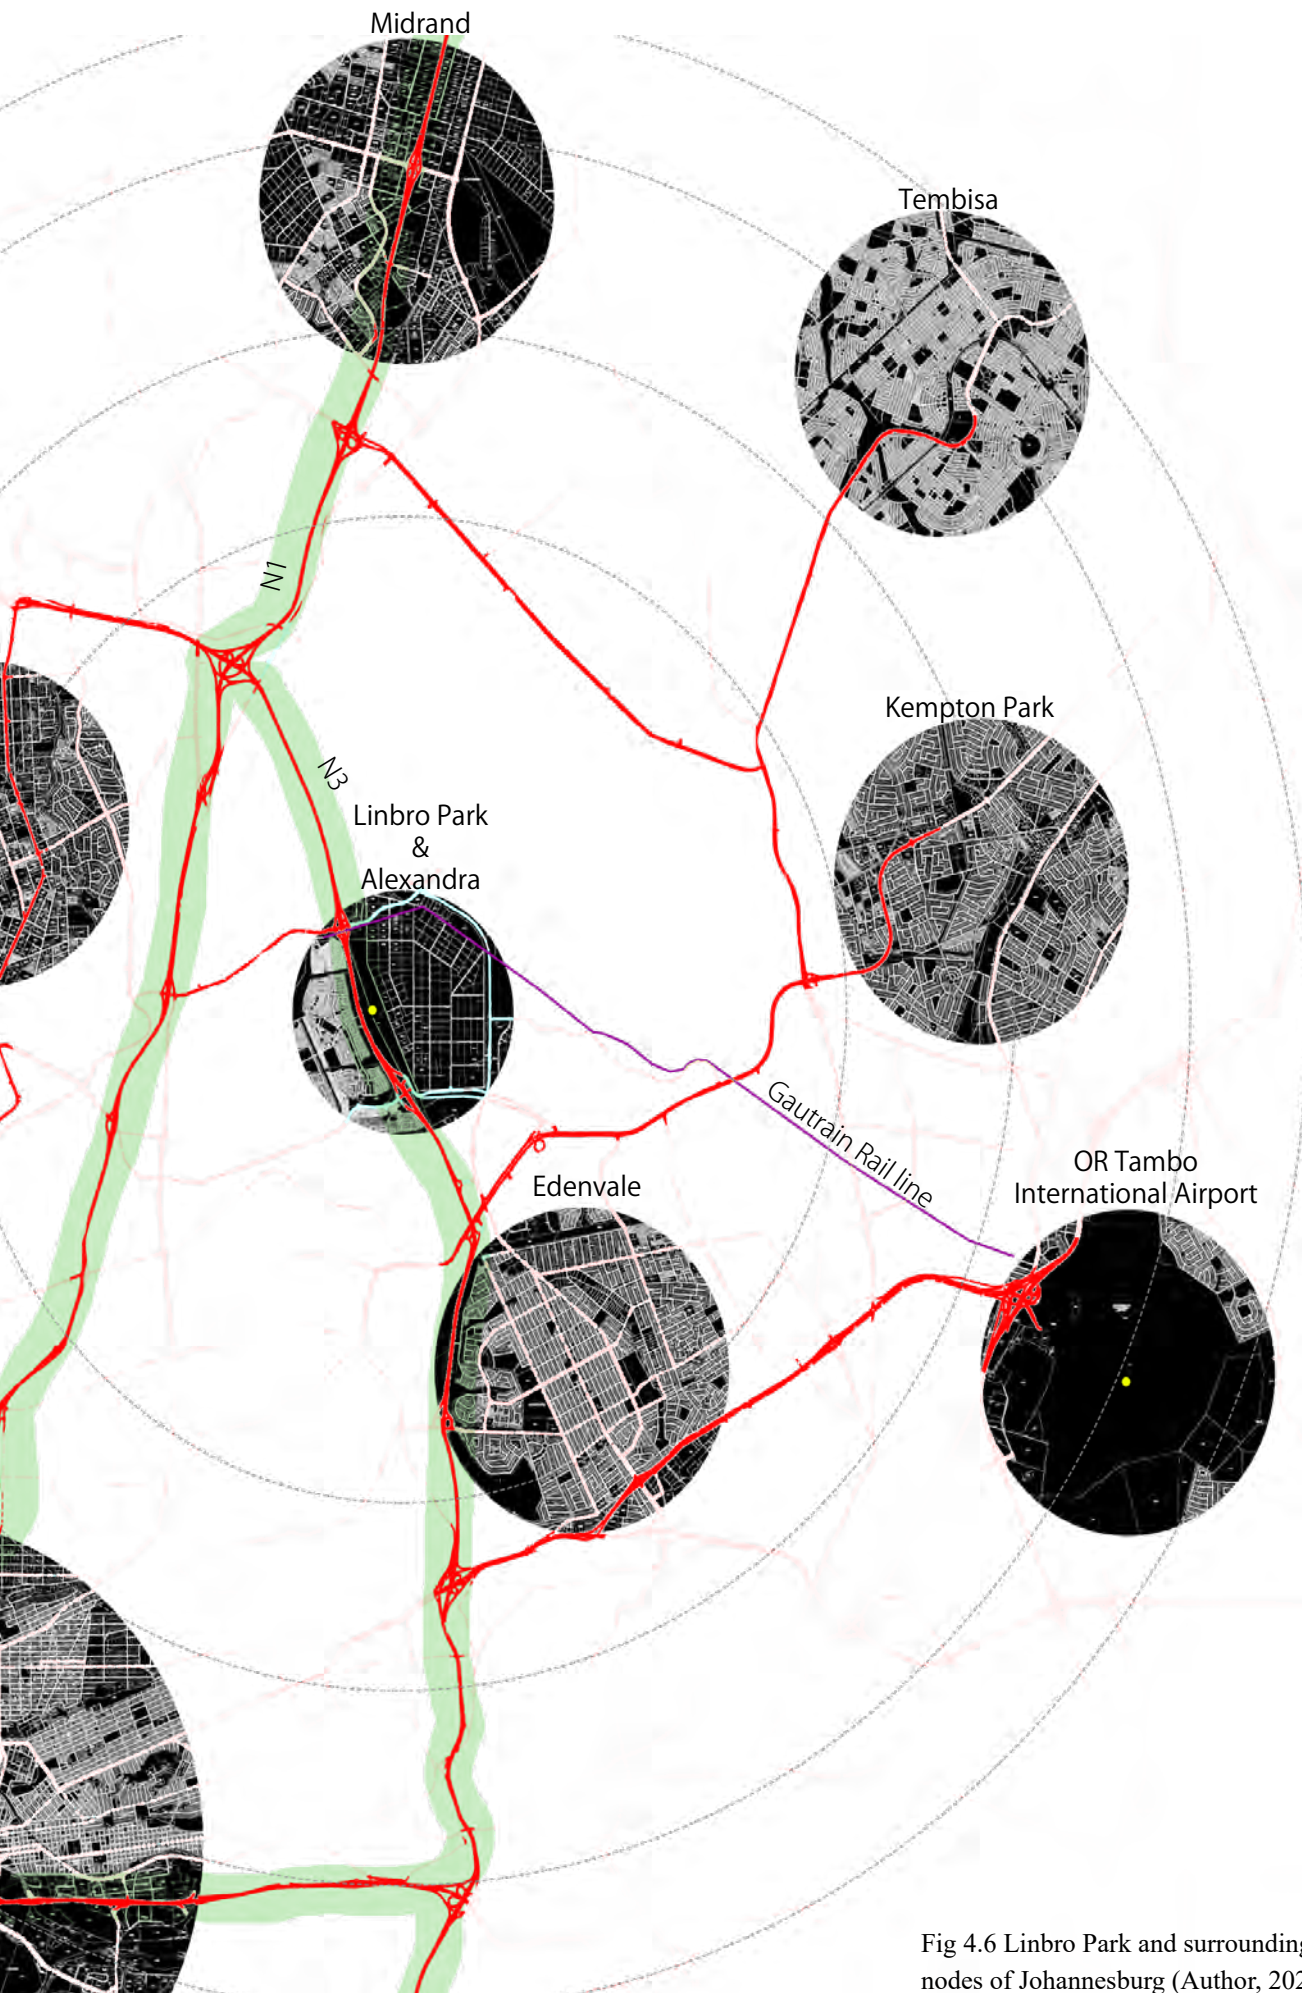 Midrand
Tembisa
N1
Kempton Park
N3
Linbro Park
&
Alexandra
Gautrain Rail line
OR Tambo
International Airport
Edenvale
Fig 4.6 Linbro Park and surrounding
nodes of Johannesburg (Author, 202